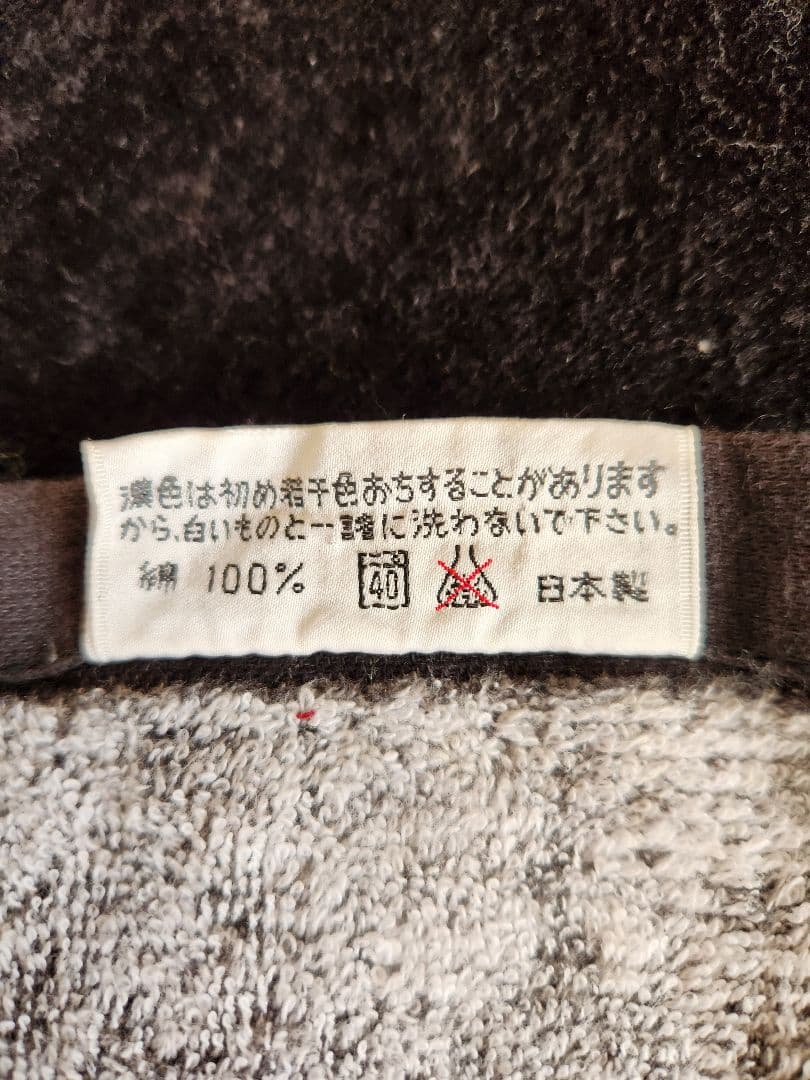 濃色は初め若干色おちすることがあります
から、白いものと一諸に洗わないで下さい。
綿 100% 40 日本製